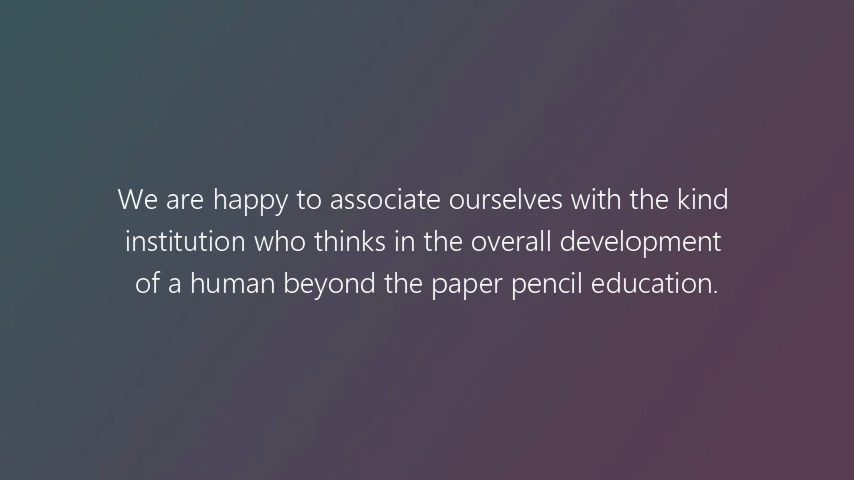 We are happy to associate ourselves with the kind
institution who thinks in the overall development
of a human beyond the paper pencil education.